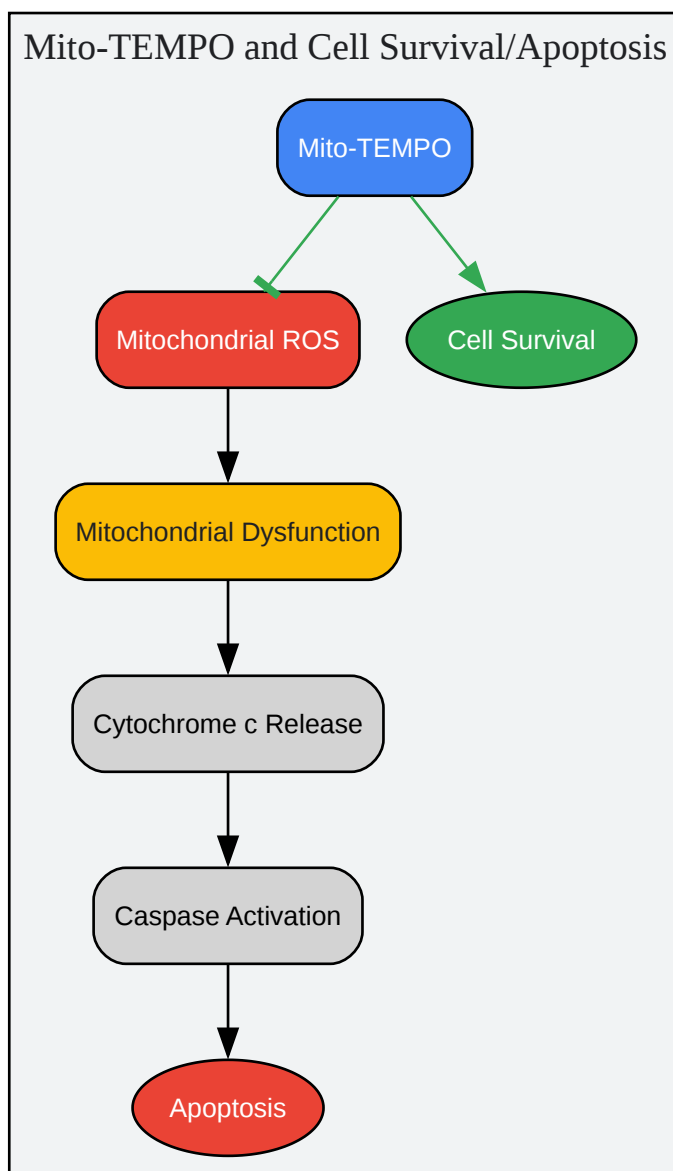 Mito-TEMPO and Cell Survival/Apoptosis
Mito-TEMPO
Mitochondrial ROS
Cell Survival
Mitochondrial Dysfunction
Cytochrome c Release
Caspase Activation
Apoptosis